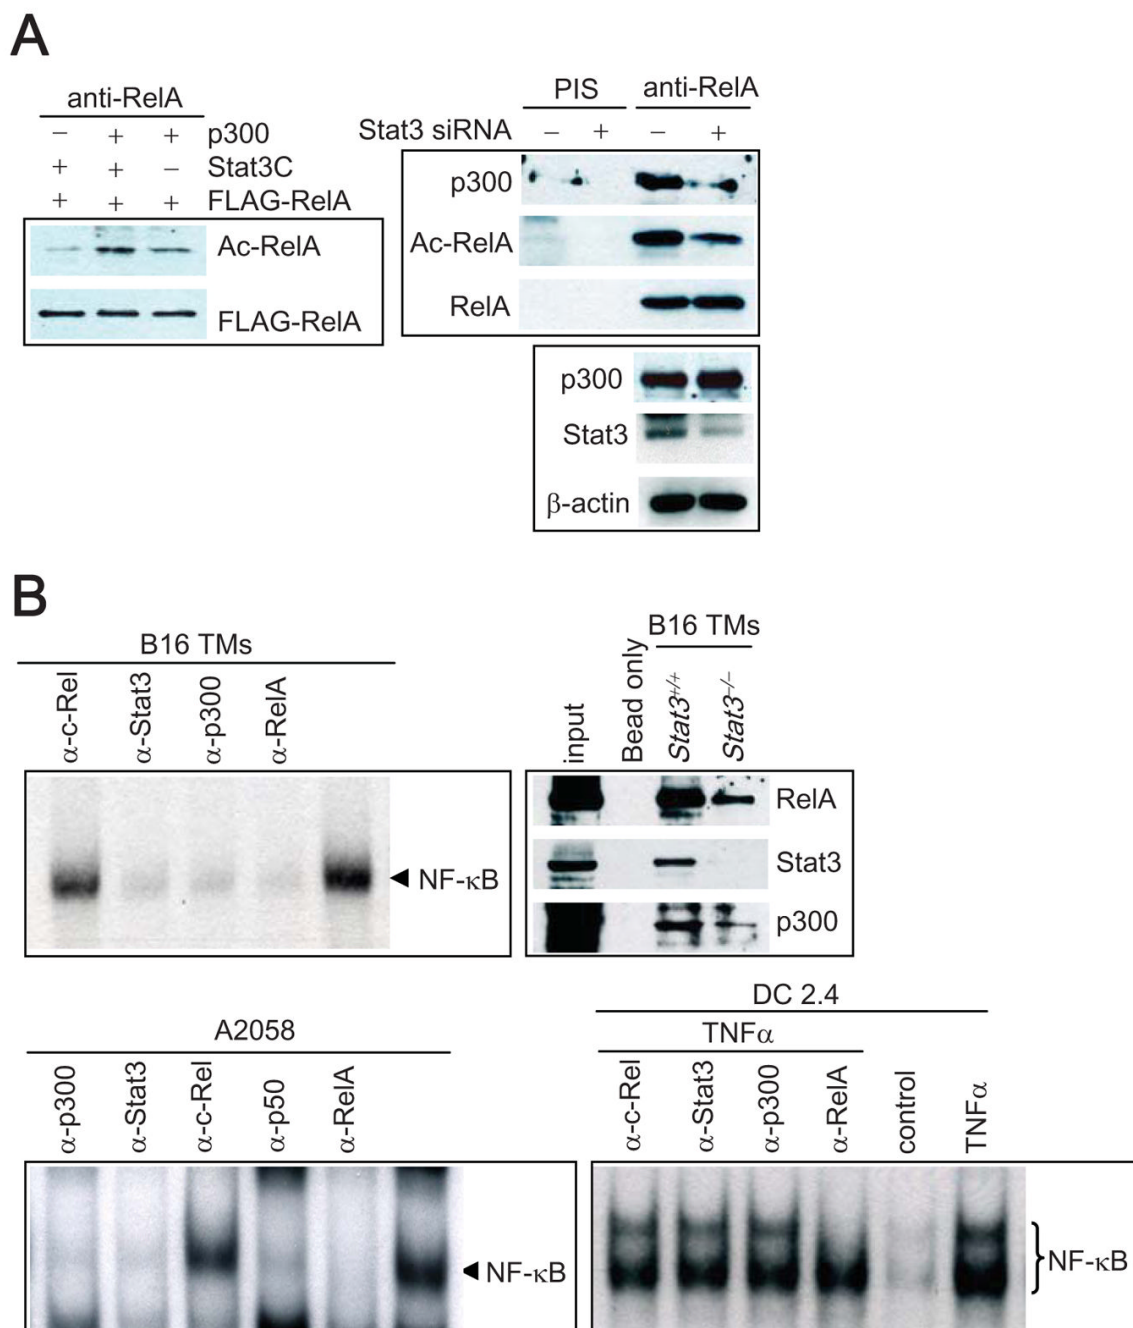 A
anti-RelA
− + + p300
+ + − Stat3C
+ + + FLAG-RelA
Ac-RelA
FLAG-RelA
PIS anti-RelA
Stat3 siRNA − + − +
p300
Ac-RelA
RelA
p300
Stat3
β-actin
B
B16 TMs
α-c-Rel α-Stat3 α-p300 α-RelA
NF-κB
B16 TMs
input Bead only Stat3+/+ Stat3−/−
RelA
Stat3
p300
A2058
α-p300 α-Stat3 α-c-Rel α-p50 α-RelA
NF-κB
DC 2.4
TNFα
α-c-Rel α-Stat3 α-p300 α-RelA control TNFα
NF-κB